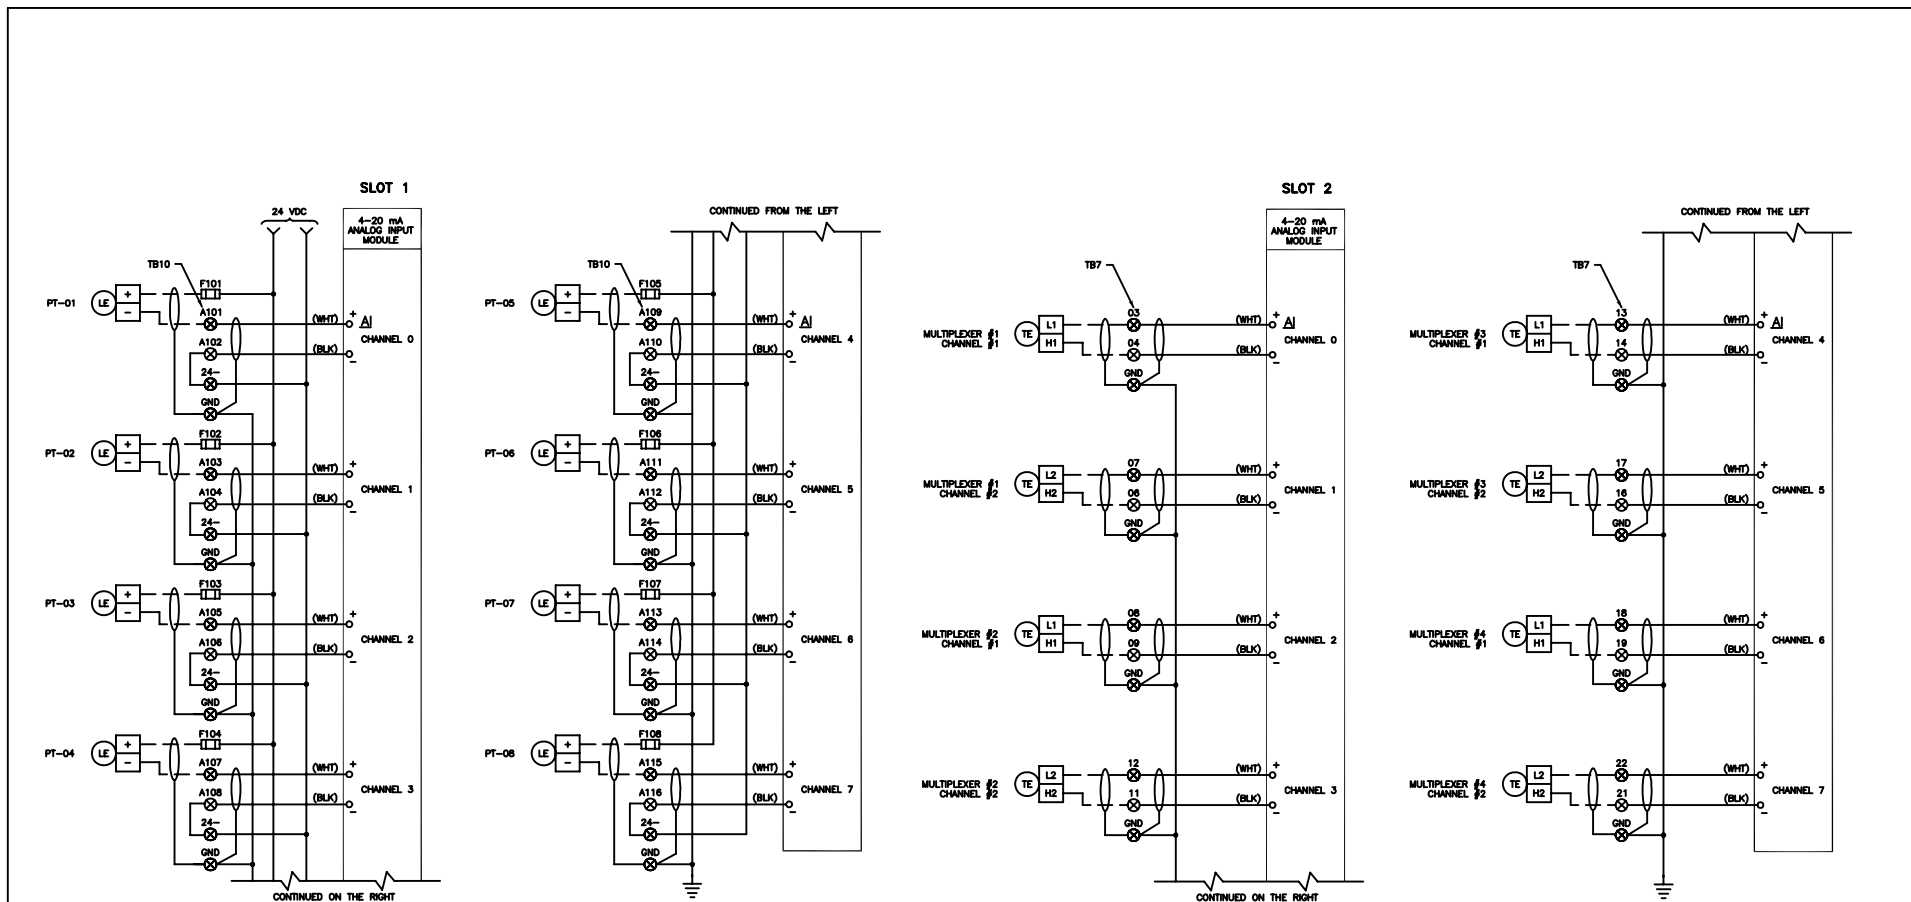 SLOT 1
24 VDC
4-20 mA
ANALOG INPUT
MODULE
TB10
PT-01
LE
+
-
F101
A101
(WHT)
+
AI
CHANNEL 0
A102
(BLK)
-
24-
GND
PT-02
LE
+
-
F102
A103
(WHT)
+
CHANNEL 1
A104
(BLK)
-
24-
GND
PT-03
LE
+
-
F103
A105
(WHT)
+
CHANNEL 2
A106
(BLK)
-
24-
GND
PT-04
LE
+
-
F104
A107
(WHT)
+
CHANNEL 3
A108
(BLK)
-
24-
GND
CONTINUED ON THE RIGHT
CONTINUED FROM THE LEFT
TB10
PT-05
LE
+
-
F105
A109
(WHT)
+
AI
CHANNEL 4
A110
(BLK)
-
24-
GND
PT-06
LE
+
-
F106
A111
(WHT)
+
CHANNEL 5
A112
(BLK)
-
24-
GND
PT-07
LE
+
-
F107
A113
(WHT)
+
CHANNEL 6
A114
(BLK)
-
24-
GND
PT-08
LE
+
-
F108
A115
(WHT)
+
CHANNEL 7
A116
(BLK)
-
24-
GND
SLOT 2
4-20 mA
ANALOG INPUT
MODULE
TB7
MULTIPLEXER #1
CHANNEL #1
TE
L1
H1
03
(WHT)
+
AI
CHANNEL 0
04
(BLK)
-
GND
MULTIPLEXER #1
CHANNEL #2
TE
L2
H2
07
(WHT)
+
CHANNEL 1
06
(BLK)
-
GND
MULTIPLEXER #2
CHANNEL #1
TE
L1
H1
08
(WHT)
+
CHANNEL 2
09
(BLK)
-
GND
MULTIPLEXER #2
CHANNEL #2
TE
L2
H2
12
(WHT)
+
CHANNEL 3
11
(BLK)
-
GND
CONTINUED ON THE RIGHT
CONTINUED FROM THE LEFT
TB7
MULTIPLEXER #3
CHANNEL #1
TE
L1
H1
13
(WHT)
+
AI
CHANNEL 4
14
(BLK)
-
GND
MULTIPLEXER #3
CHANNEL #2
TE
L2
H2
17
(WHT)
+
CHANNEL 5
16
(BLK)
-
GND
MULTIPLEXER #4
CHANNEL #1
TE
L1
H1
18
(WHT)
+
CHANNEL 6
19
(BLK)
-
GND
MULTIPLEXER #4
CHANNEL #2
TE
L2
H2
22
(WHT)
+
CHANNEL 7
21
(BLK)
-
GND